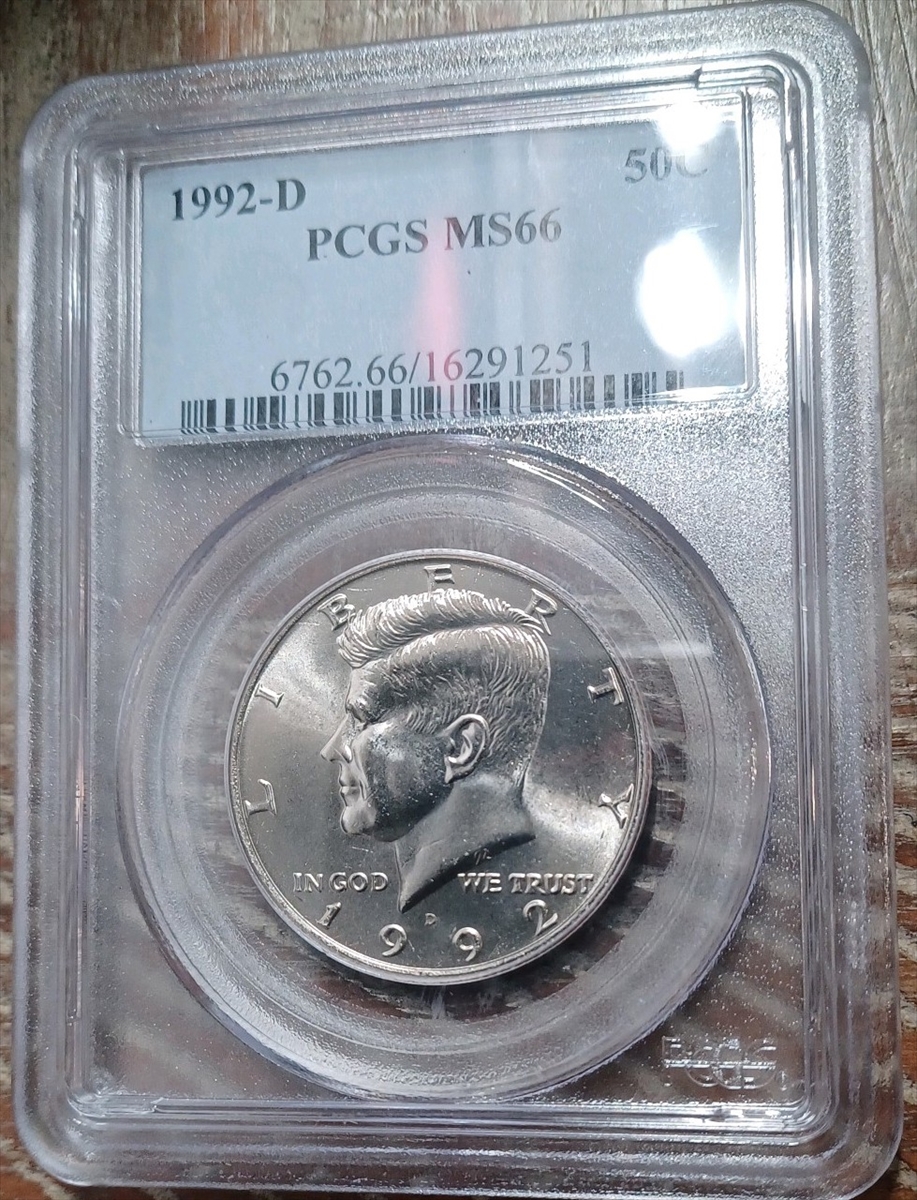 1992-D
50C
PCGS MS66
6762.66/16291251
LIBERTY
IN GOD WE TRUST
D
1992
PCGS